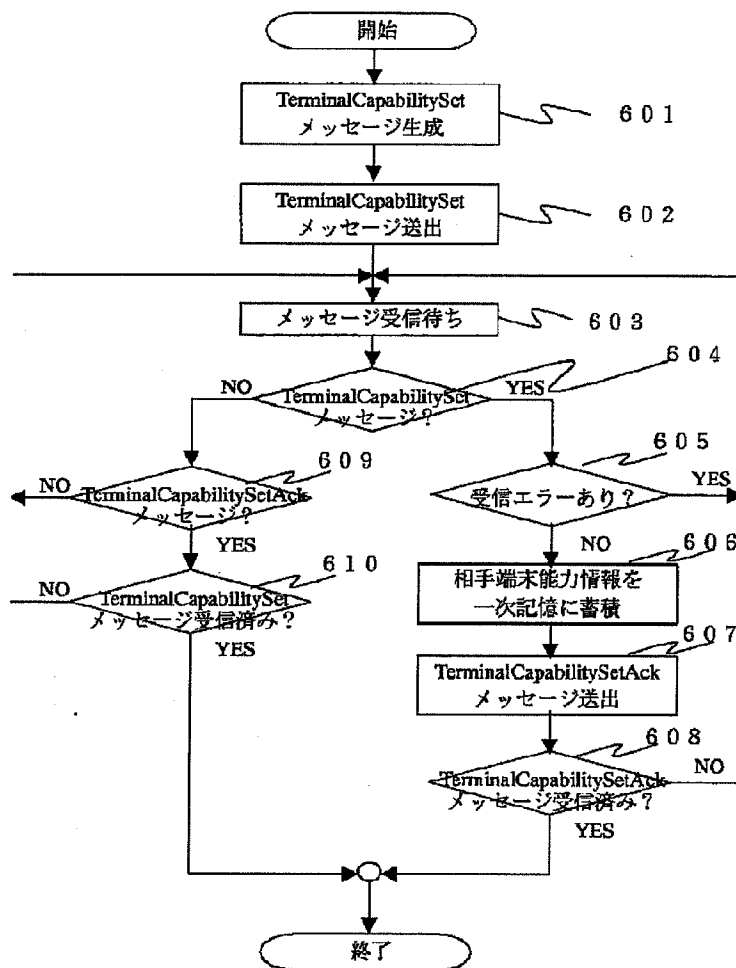 開始
TerminalCapabilitySet
メッセージ生成
601
TerminalCapabilitySet
メッセージ送出
602
メッセージ受信待ち
603
604
NO
YES
TerminalCapabilitySet
メッセージ?
609
NO
TerminalCapabilitySetAck
メッセージ?
YES
605
YES
受信エラーあり?
NO
606
相手端末能力情報を
一次記憶に蓄積
610
NO
TerminalCapabilitySet
メッセージ受信済み?
YES
607
TerminalCapabilitySetAck
メッセージ送出
608
NO
TerminalCapabilitySetAck
メッセージ受信済み?
YES
終了